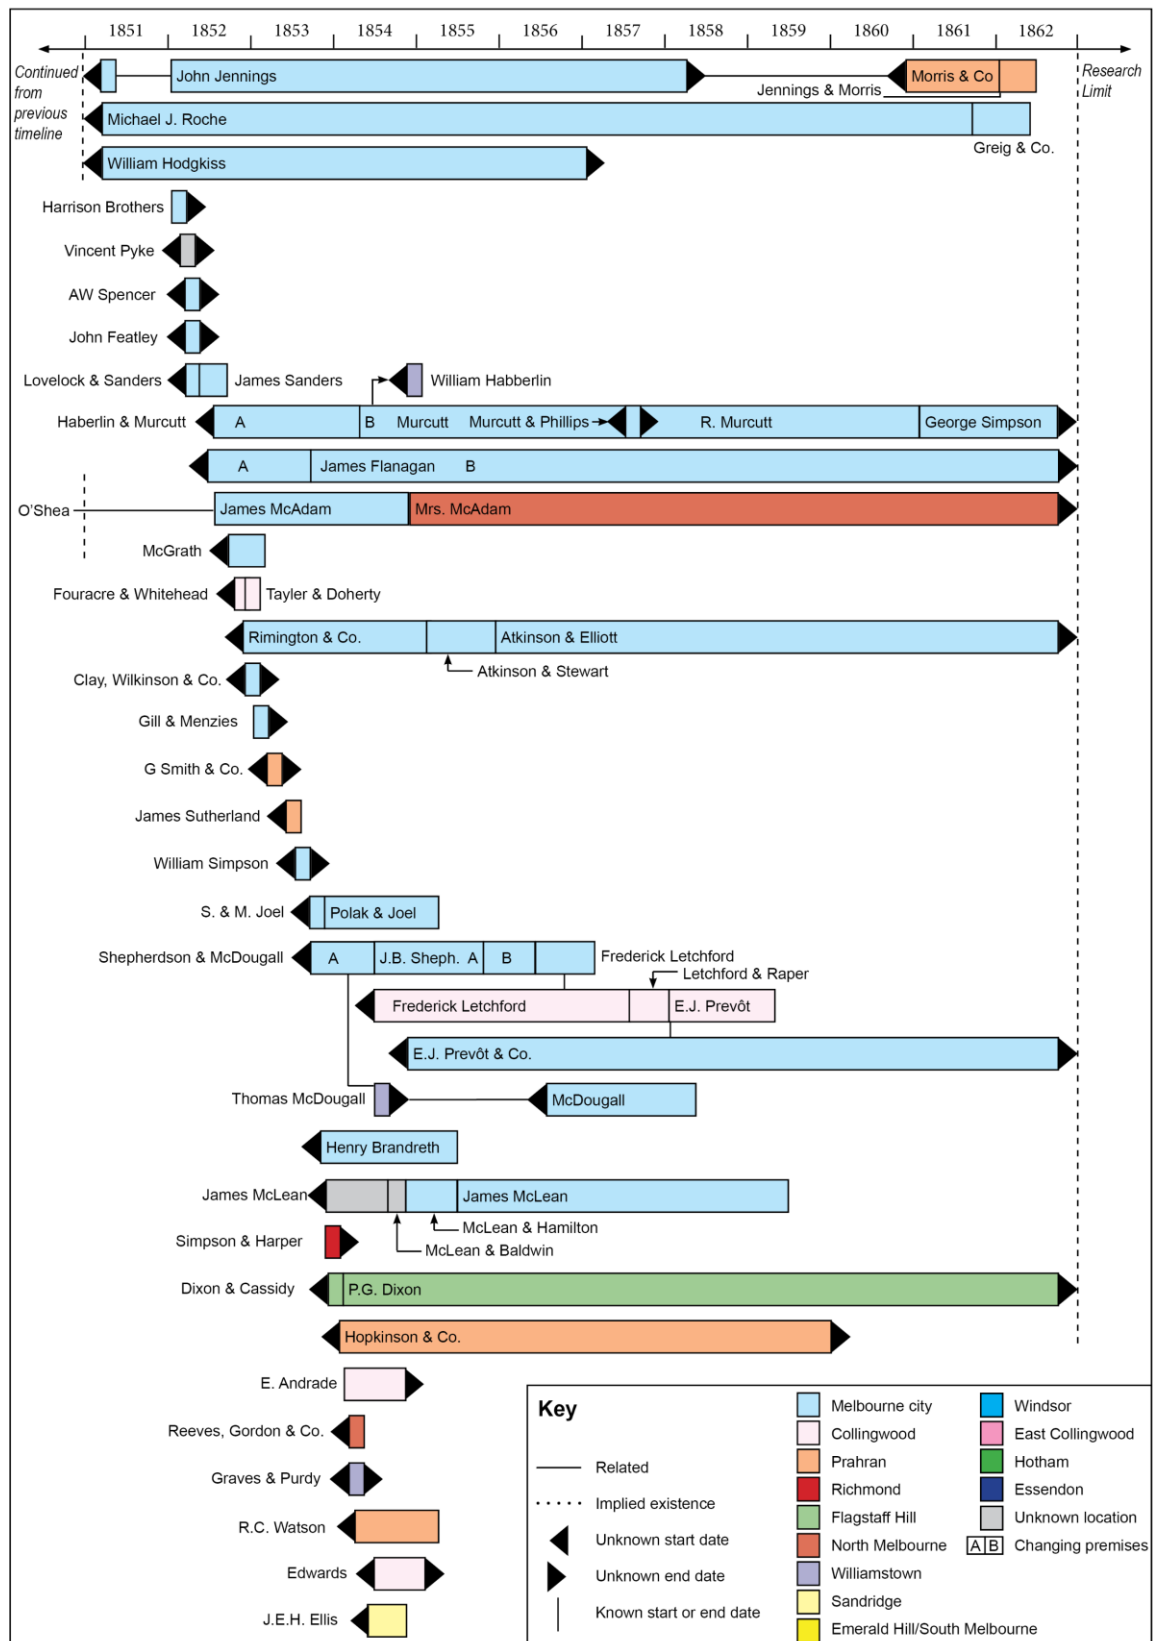 1851 1852 1853 1854 1855 1856 1857 1858 1859 1860 1861 1862
Continued
from
previous
timeline
Research
Limit
John Jennings
Morris & Co
Jennings & Morris
Michael J. Roche
Greig & Co.
William Hodgkiss
Harrison Brothers
Vincent Pyke
AW Spencer
John Featley
Lovelock & Sanders James Sanders William Habberlin
Haberlin & Murcutt A B Murcutt Murcutt & Phillips R. Murcutt George Simpson
A James Flanagan B
O'Shea James McAdam Mrs. McAdam
McGrath
Fouracre & Whitehead Tayler & Doherty
Rimington & Co. Atkinson & Elliott
Atkinson & Stewart
Clay, Wilkinson & Co.
Gill & Menzies
G Smith & Co.
James Sutherland
William Simpson
S. & M. Joel Polak & Joel
Shepherdson & McDougall A J.B. Sheph. A B Frederick Letchford
Letchford & Raper
Frederick Letchford E.J. Prevôt
E.J. Prevôt & Co.
Thomas McDougall McDougall
Henry Brandreth
James McLean James McLean
McLean & Hamilton
Simpson & Harper
McLean & Baldwin
Dixon & Cassidy P.G. Dixon
Hopkinson & Co.
E. Andrade
Reeves, Gordon & Co.
Graves & Purdy
R.C. Watson
Edwards
J.E.H. Ellis
Key
Related
Implied existence
Unknown start date
Unknown end date
Known start or end date
Melbourne city
Collingwood
Prahran
Richmond
Flagstaff Hill
North Melbourne
Williamstown
Sandridge
Emerald Hill/South Melbourne
Windsor
East Collingwood
Hotham
Essendon
Unknown location
A B Changing premises